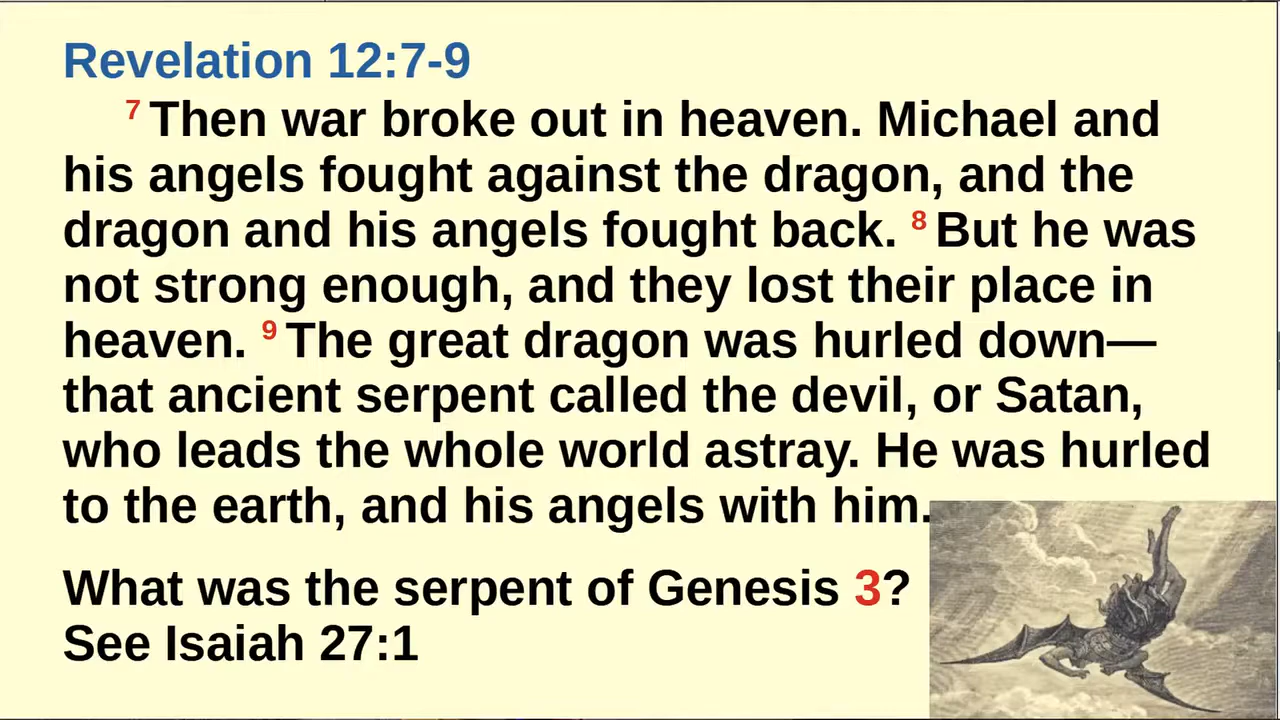 Revelation 12:7-9
7 Then war broke out in heaven. Michael and
his angels fought against the dragon, and the
dragon and his angels fought back. 8 But he was
not strong enough, and they lost their place in
heaven. 9 The great dragon was hurled down—
that ancient serpent called the devil, or Satan,
who leads the whole world astray. He was hurled
to the earth, and his angels with him.
What was the serpent of Genesis 3?
See Isaiah 27:1